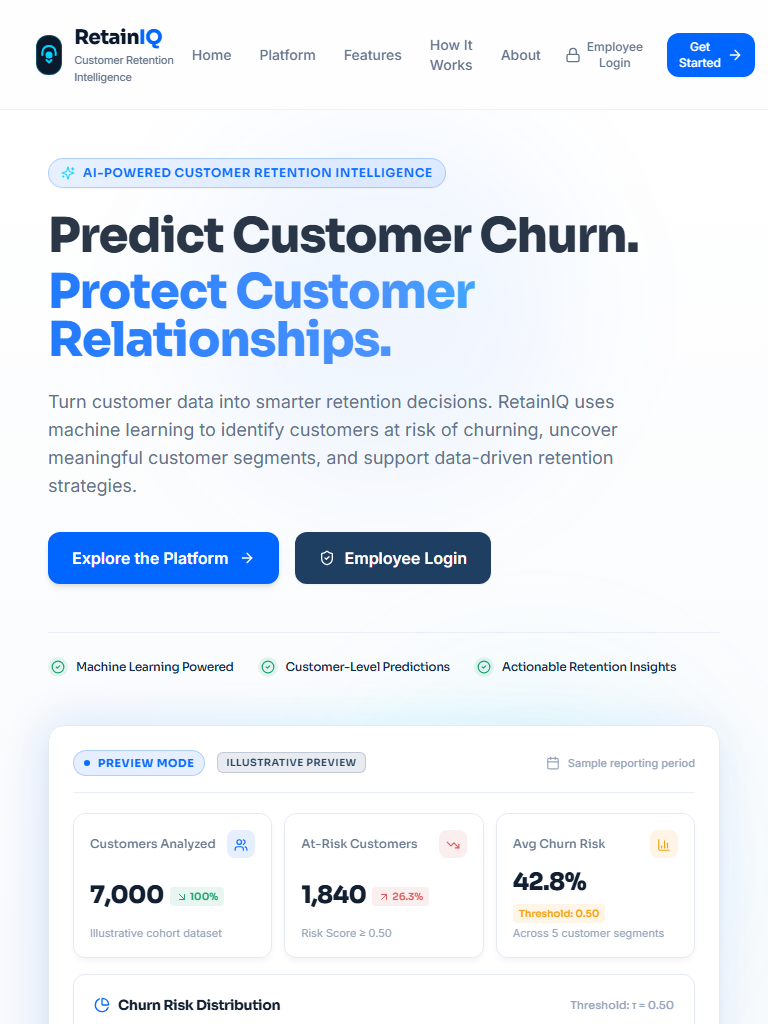 RetainIQ
Customer Retention
Intelligence
Home
Platform
Features
How It
Works
About
Employee
Login
Get
Started
AI-POWERED CUSTOMER RETENTION INTELLIGENCE
Predict Customer Churn.
Protect Customer
Relationships.
Turn customer data into smarter retention decisions. RetainIQ uses
machine learning to identify customers at risk of churning, uncover
meaningful customer segments, and support data-driven retention
strategies.
Explore the Platform
Employee Login
Machine Learning Powered
Customer-Level Predictions
Actionable Retention Insights
PREVIEW MODE
ILLUSTRATIVE PREVIEW
Sample reporting period
Customers Analyzed
7,000
100%
Illustrative cohort dataset
At-Risk Customers
1,840
26.3%
Risk Score ≥ 0.50
Avg Churn Risk
42.8%
Threshold: 0.50
Across 5 customer segments
Churn Risk Distribution
Threshold: τ = 0.50